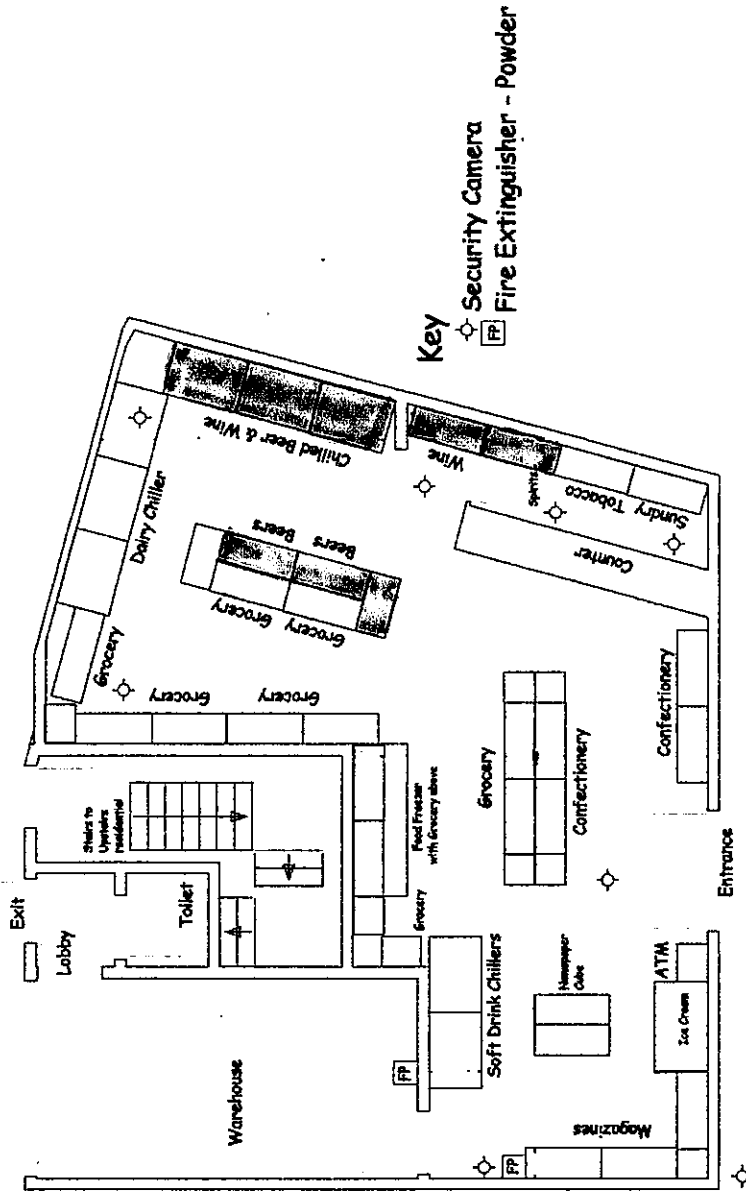 Exit
Lobby
Warehouse
Toilet
Stairs to
Upstairs
residential
Grocery
Dairy Chiller
Chilled Beer & Wine
Grocery
Grocery
Grocery
Grocery
Beers
Beers
Wine
Spirits
Tobacco
Sundry
Counter
Food Freezer
with Grocery above
Grocery
Grocery
Confectionery
Confectionery
Soft Drink Chillers
Newspaper
Cube
FP
FP
Magazines
Ice Cream
ATM
Entrance
Key
Security Camera
FP Fire Extinguisher - Powder